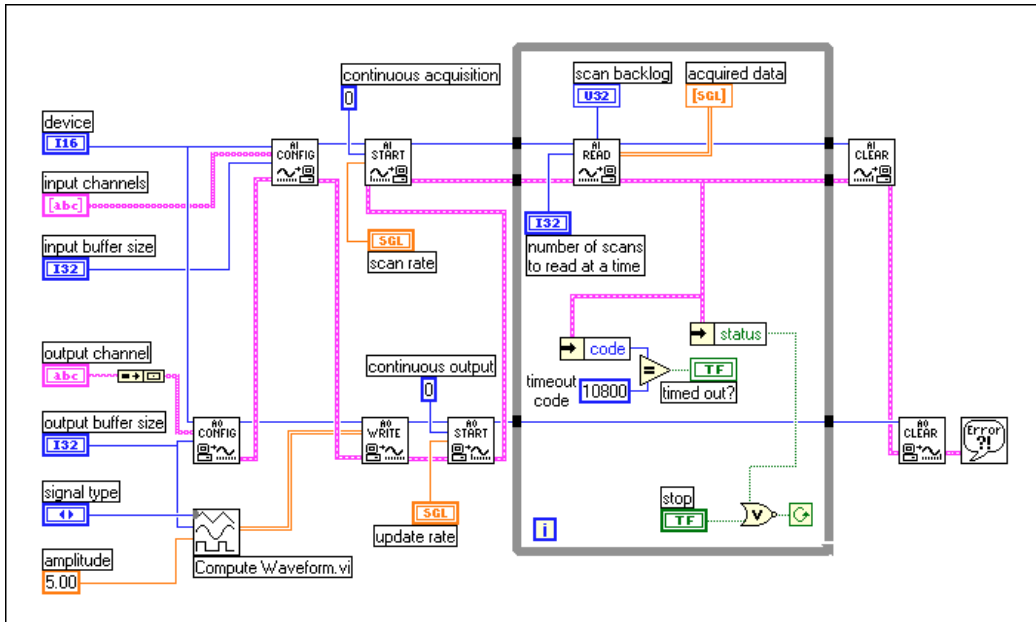 continuous acquisition
0
scan backlog
U32
acquired data
[SGL]
device
I16
AI
CONFIG
AI
START
AI
READ
AI
CLEAR
input channels
[abc]
input buffer size
I32
SGL
scan rate
I32
number of scans
to read at a time
output channel
abc
continuous output
0
code
status
timeout
code
10800
=
TF
timed out?
output buffer size
I32
AO
CONFIG
AO
WRITE
AO
START
AO
CLEAR
Error
?!
signal type
stop
TF
V
SGL
update rate
i
amplitude
5.00
Compute Waveform.vi